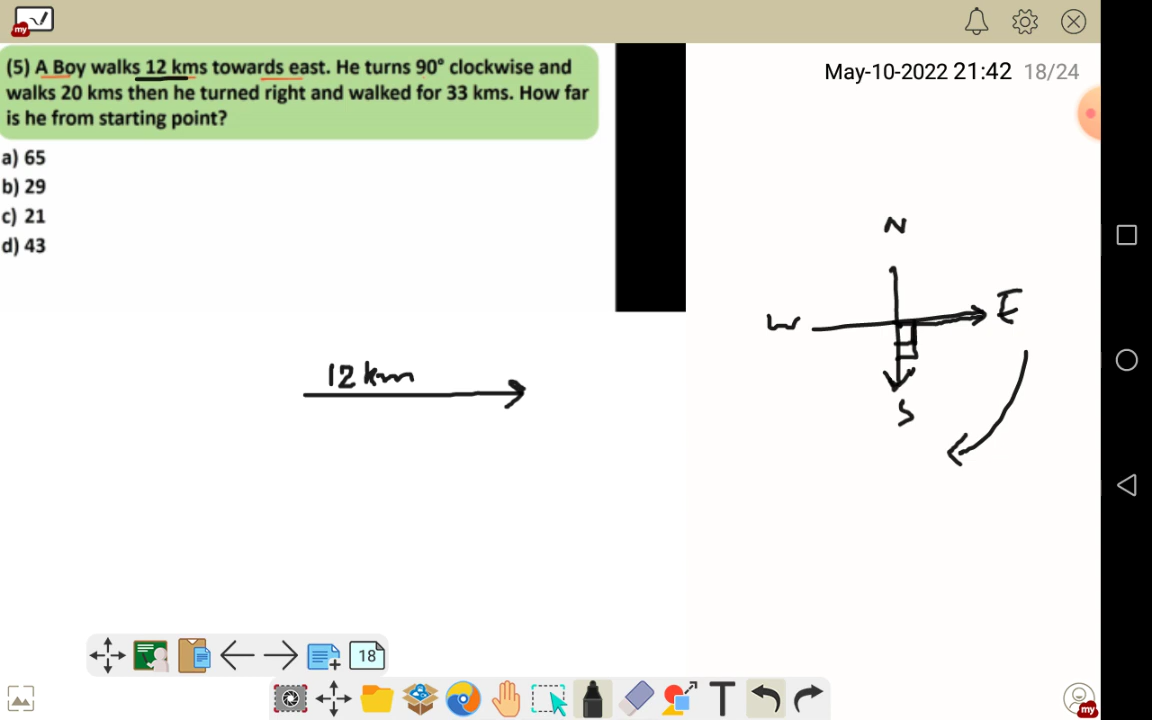 my
May-10-2022 21:42 18/24
(5) A Boy walks 12 kms towards east. He turns 90° clockwise and
walks 20 kms then he turned right and walked for 33 kms. How far
is he from starting point?
a) 65
b) 29
c) 21
d) 43
N
W
E
S
12 km
18
T
my